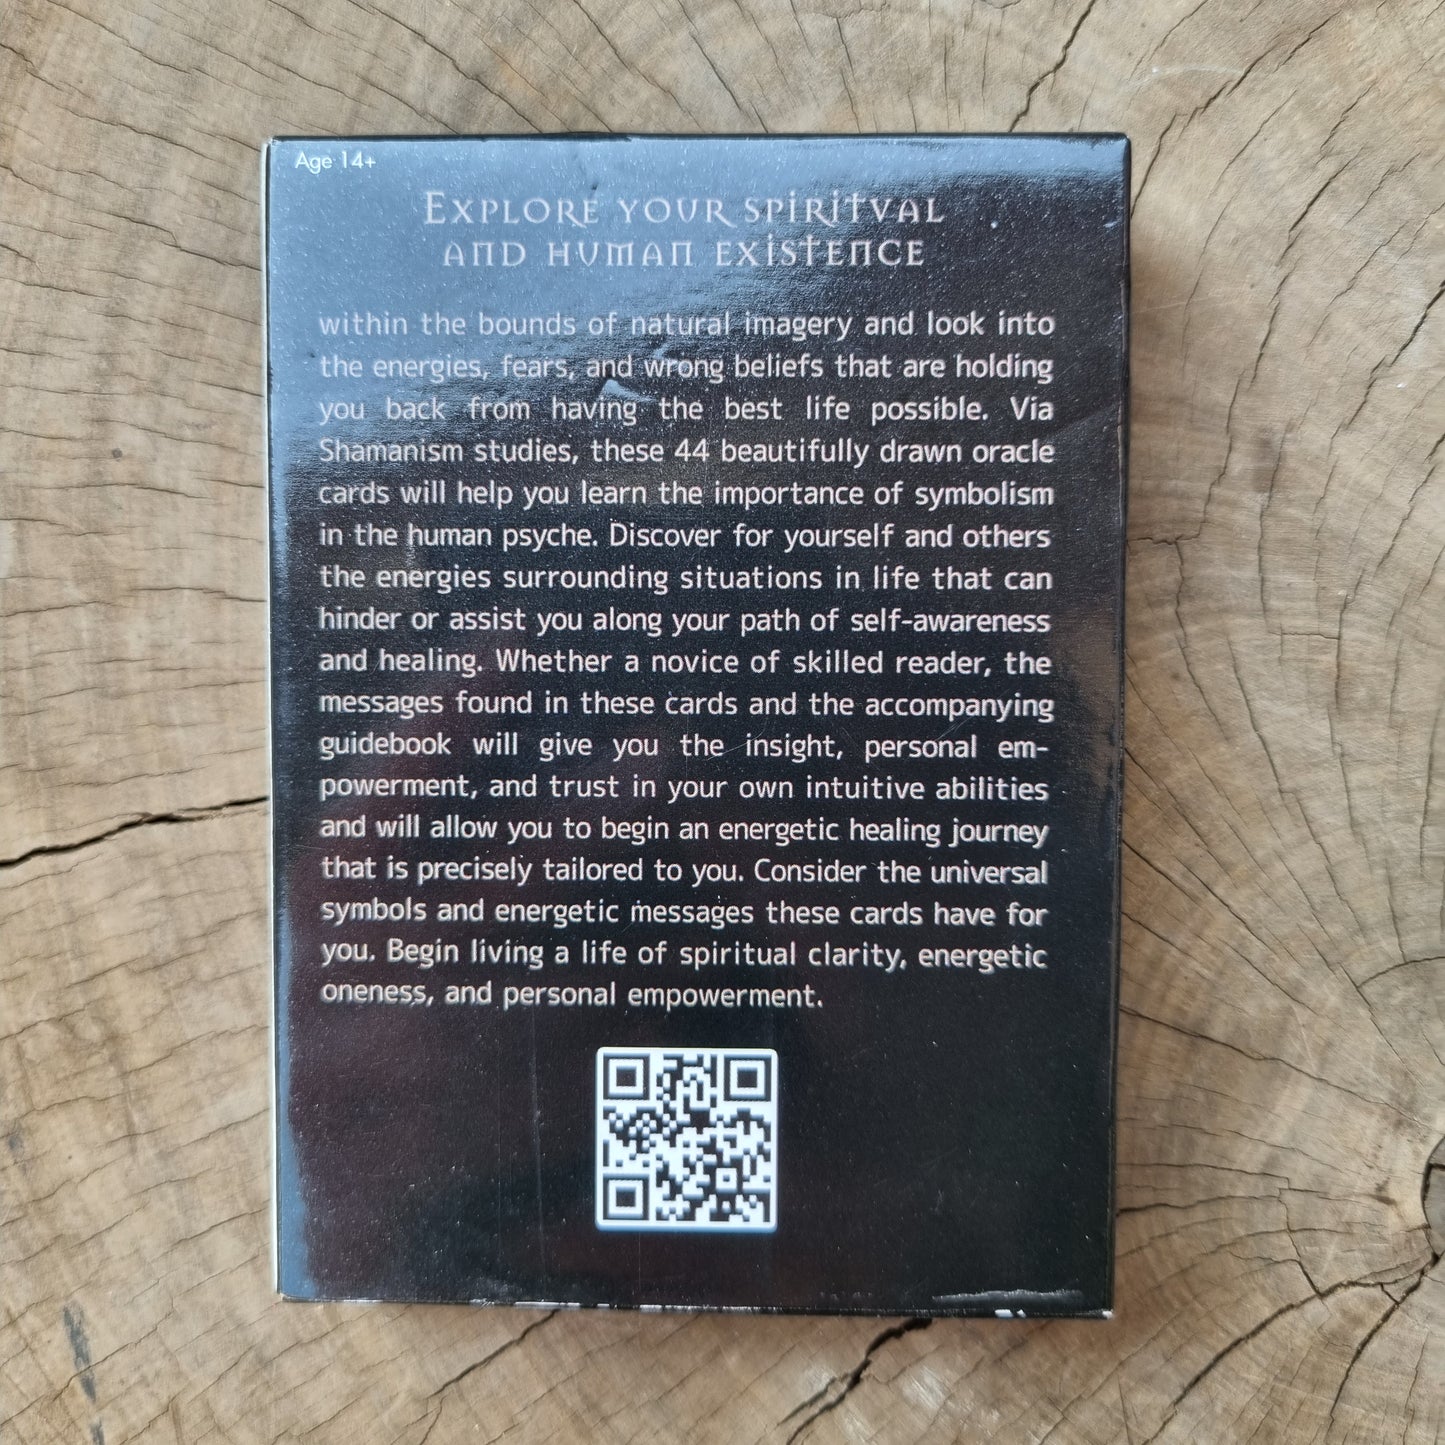 Age 14+
EXPLORE YOUR SPIRITVAL
AND HUMAN EXISTENCE
within the bounds of natural imagery and look into
the energies, fears, and wrong beliefs that are holding
you back from having the best life possible. Via
Shamanism studies, these 44 beautifully drawn oracle
cards will help you learn the importance of symbolism
in the human psyche. Discover for yourself and others
the energies surrounding situations in life that can
hinder or assist you along your path of self-awareness
and healing. Whether a novice of skilled reader, the
messages found in these cards and the accompanying
guidebook will give you the insight, personal em-
powerment, and trust in your own intuitive abilities
and will allow you to begin an energetic healing journey
that is precisely tailored to you. Consider the universal
symbols and energetic messages these cards have for
you. Begin living a life of spiritual clarity, energetic
oneness, and personal empowerment.